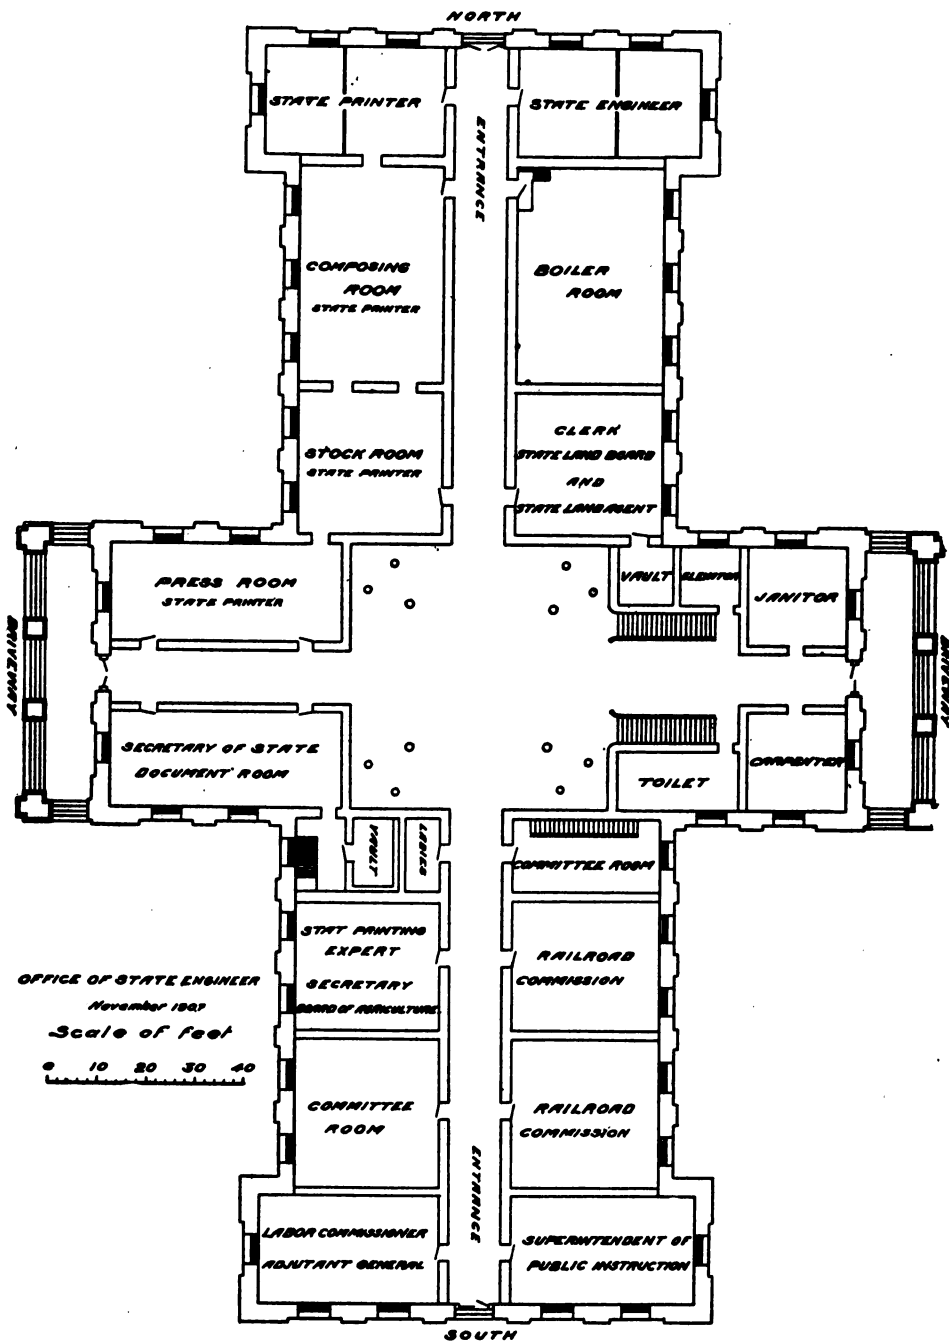 NORTH
STATE PRINTER
STATE ENGINEER
ENTRANCE
COMPOSING
ROOM
STATE PRINTER
BOILER
ROOM
STOCK ROOM
STATE PRINTER
CLERK
STATE LAND BOARD
AND
STATE LAND AGENT
PRESS ROOM
STATE PRINTER
VAULT
ELEVATOR
JANITOR
DRIVEWAY
DRIVEWAY
SECRETARY OF STATE
DOCUMENT ROOM
TOILET
CARPENTER
VAULT
LADIES
COMMITTEE ROOM
STAT PRINTING
EXPERT
SECRETARY
BOARD OF AGRICULTURE
RAILROAD
COMMISSION
OFFICE OF STATE ENGINEER
November 1907
Scale of feet
0 10 20 30 40
COMMITTEE
ROOM
RAILROAD
COMMISSION
ENTRANCE
LABOR COMMISSIONER
ADJUTANT GENERAL
SUPERINTENDENT OF
PUBLIC INSTRUCTION
SOUTH